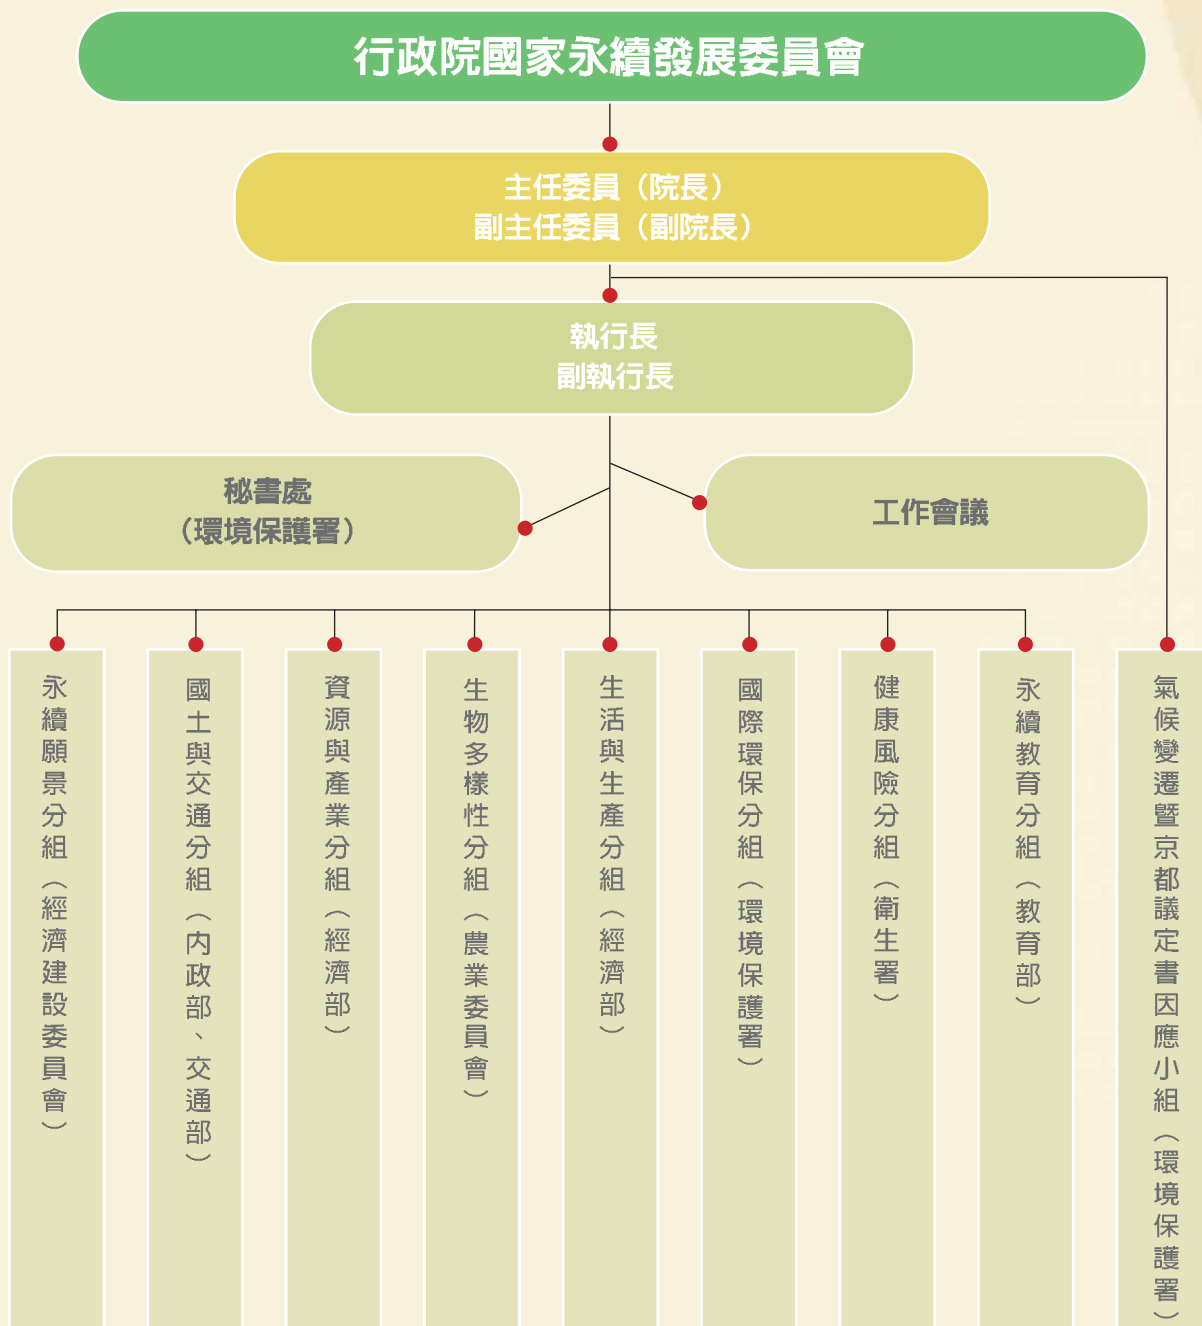 行政院國家永續發展委員會
主任委員（院長）
副主任委員（副院長）
執行長
副執行長
秘書處
（環境保護署）
工作會議
永續願景分組（經濟建設委員會）
國土與交通分組（內政部、交通部）
資源與產業分組（經濟部）
生物多樣性分組（農業委員會）
生活與生產分組（經濟部）
國際環保分組（環境保護署）
健康風險分組（衛生署）
永續教育分組（教育部）
氣候變遷暨京都議定書因應小組（環境保護署）